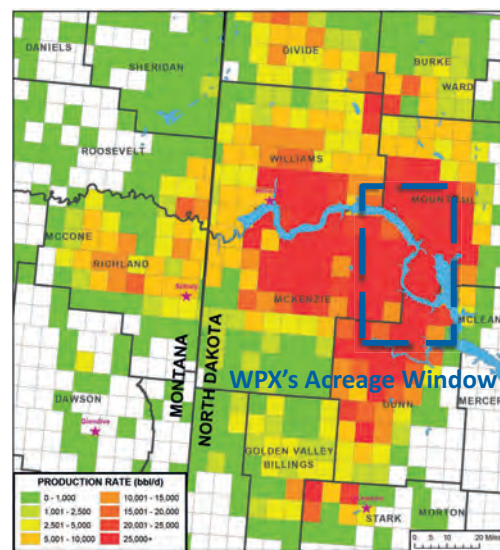 DANIELS
SHERIDAN
DIVIDE
BURKE
WARD
ROOSEVELT
WILLIAMS
MOUNTRAIL
MCCONE
RICHLAND
Sidney
MCKENZIE
MCLEAN
MONTANA
NORTH DAKOTA
WPX's Acreage Window
MERCER
DAWSON
Glendive
DUNN
GOLDEN VALLEY
BILLINGS
STARK
MORTON
PRODUCTION RATE (bbl/d)
0 - 1,000
1,001 - 2,500
2,501 - 5,000
5,001 - 10,000
10,001 - 15,000
15,001 - 20,000
20,001 - 25,000
25,000+
0 5 10 20 Miles